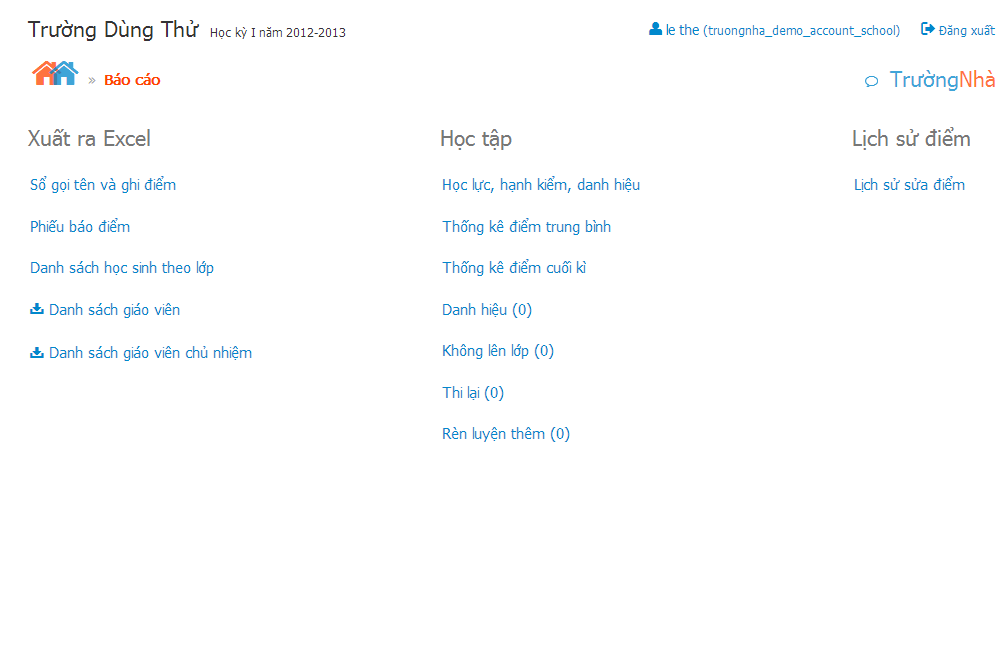 Trường Dùng Thử Học kỳ I năm 2012-2013
le the (truongnha_demo_account_school) Đăng xuất
» Báo cáo
TrườngNhà
Xuất ra Excel
Sổ gọi tên và ghi điểm
Phiếu báo điểm
Danh sách học sinh theo lớp
Danh sách giáo viên
Danh sách giáo viên chủ nhiệm
Học tập
Học lực, hạnh kiểm, danh hiệu
Thống kê điểm trung bình
Thống kê điểm cuối kì
Danh hiệu (0)
Không lên lớp (0)
Thi lại (0)
Rèn luyện thêm (0)
Lịch sử điểm
Lịch sử sửa điểm